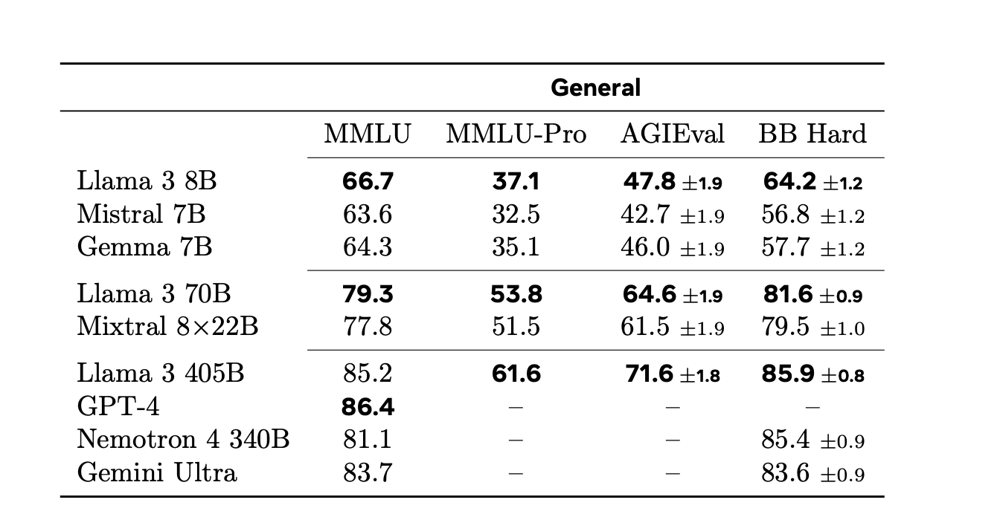 General
MMLU MMLU-Pro AGIEval BB Hard
Llama 3 8B 66.7 37.1 47.8 ±1.9 64.2 ±1.2
Mistral 7B 63.6 32.5 42.7 ±1.9 56.8 ±1.2
Gemma 7B 64.3 35.1 46.0 ±1.9 57.7 ±1.2
Llama 3 70B 79.3 53.8 64.6 ±1.9 81.6 ±0.9
Mixtral 8×22B 77.8 51.5 61.5 ±1.9 79.5 ±1.0
Llama 3 405B 85.2 61.6 71.6 ±1.8 85.9 ±0.8
GPT-4 86.4 – – –
Nemotron 4 340B 81.1 – – 85.4 ±0.9
Gemini Ultra 83.7 – – 83.6 ±0.9